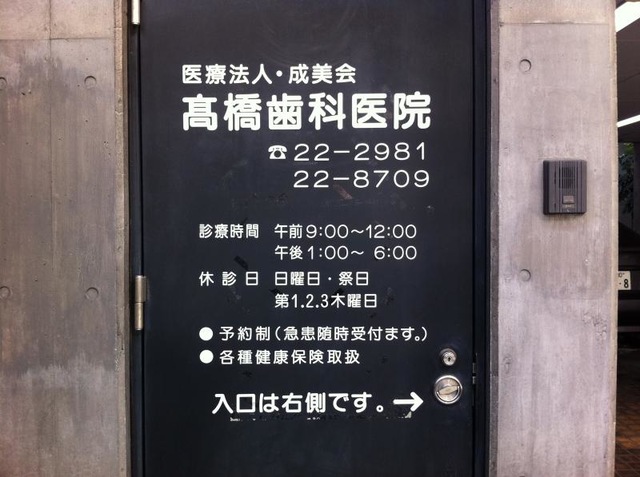 医療法人・成美会
髙橋歯科医院
☎22-2981
22-8709
診療時間 午前9:00〜12:00
午後1:00〜 6:00
休診日 日曜日・祭日
第1.2.3木曜日
●予約制(急患随時受付ます。)
●各種健康保険取扱
入口は右側です。→
8